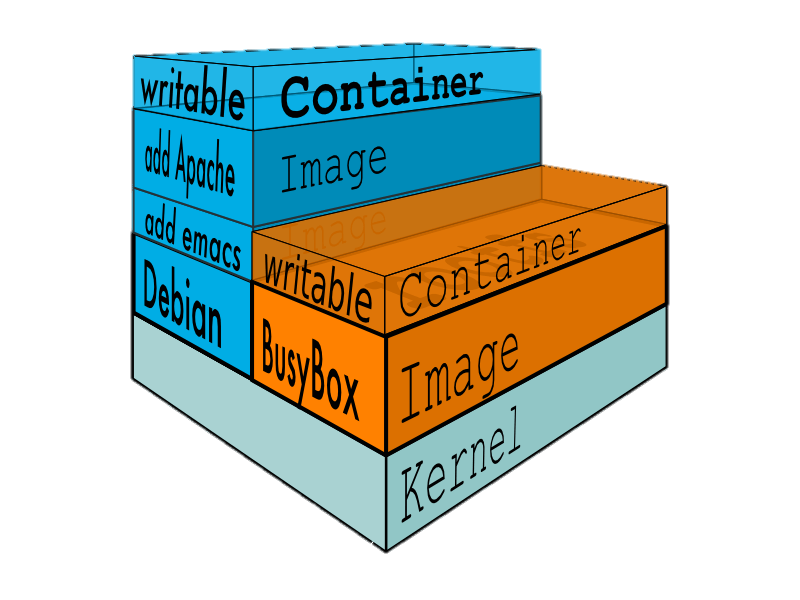 writable Container
add Apache Image
add emacs Image
writable Container
Debian
BusyBox Image
Kernel